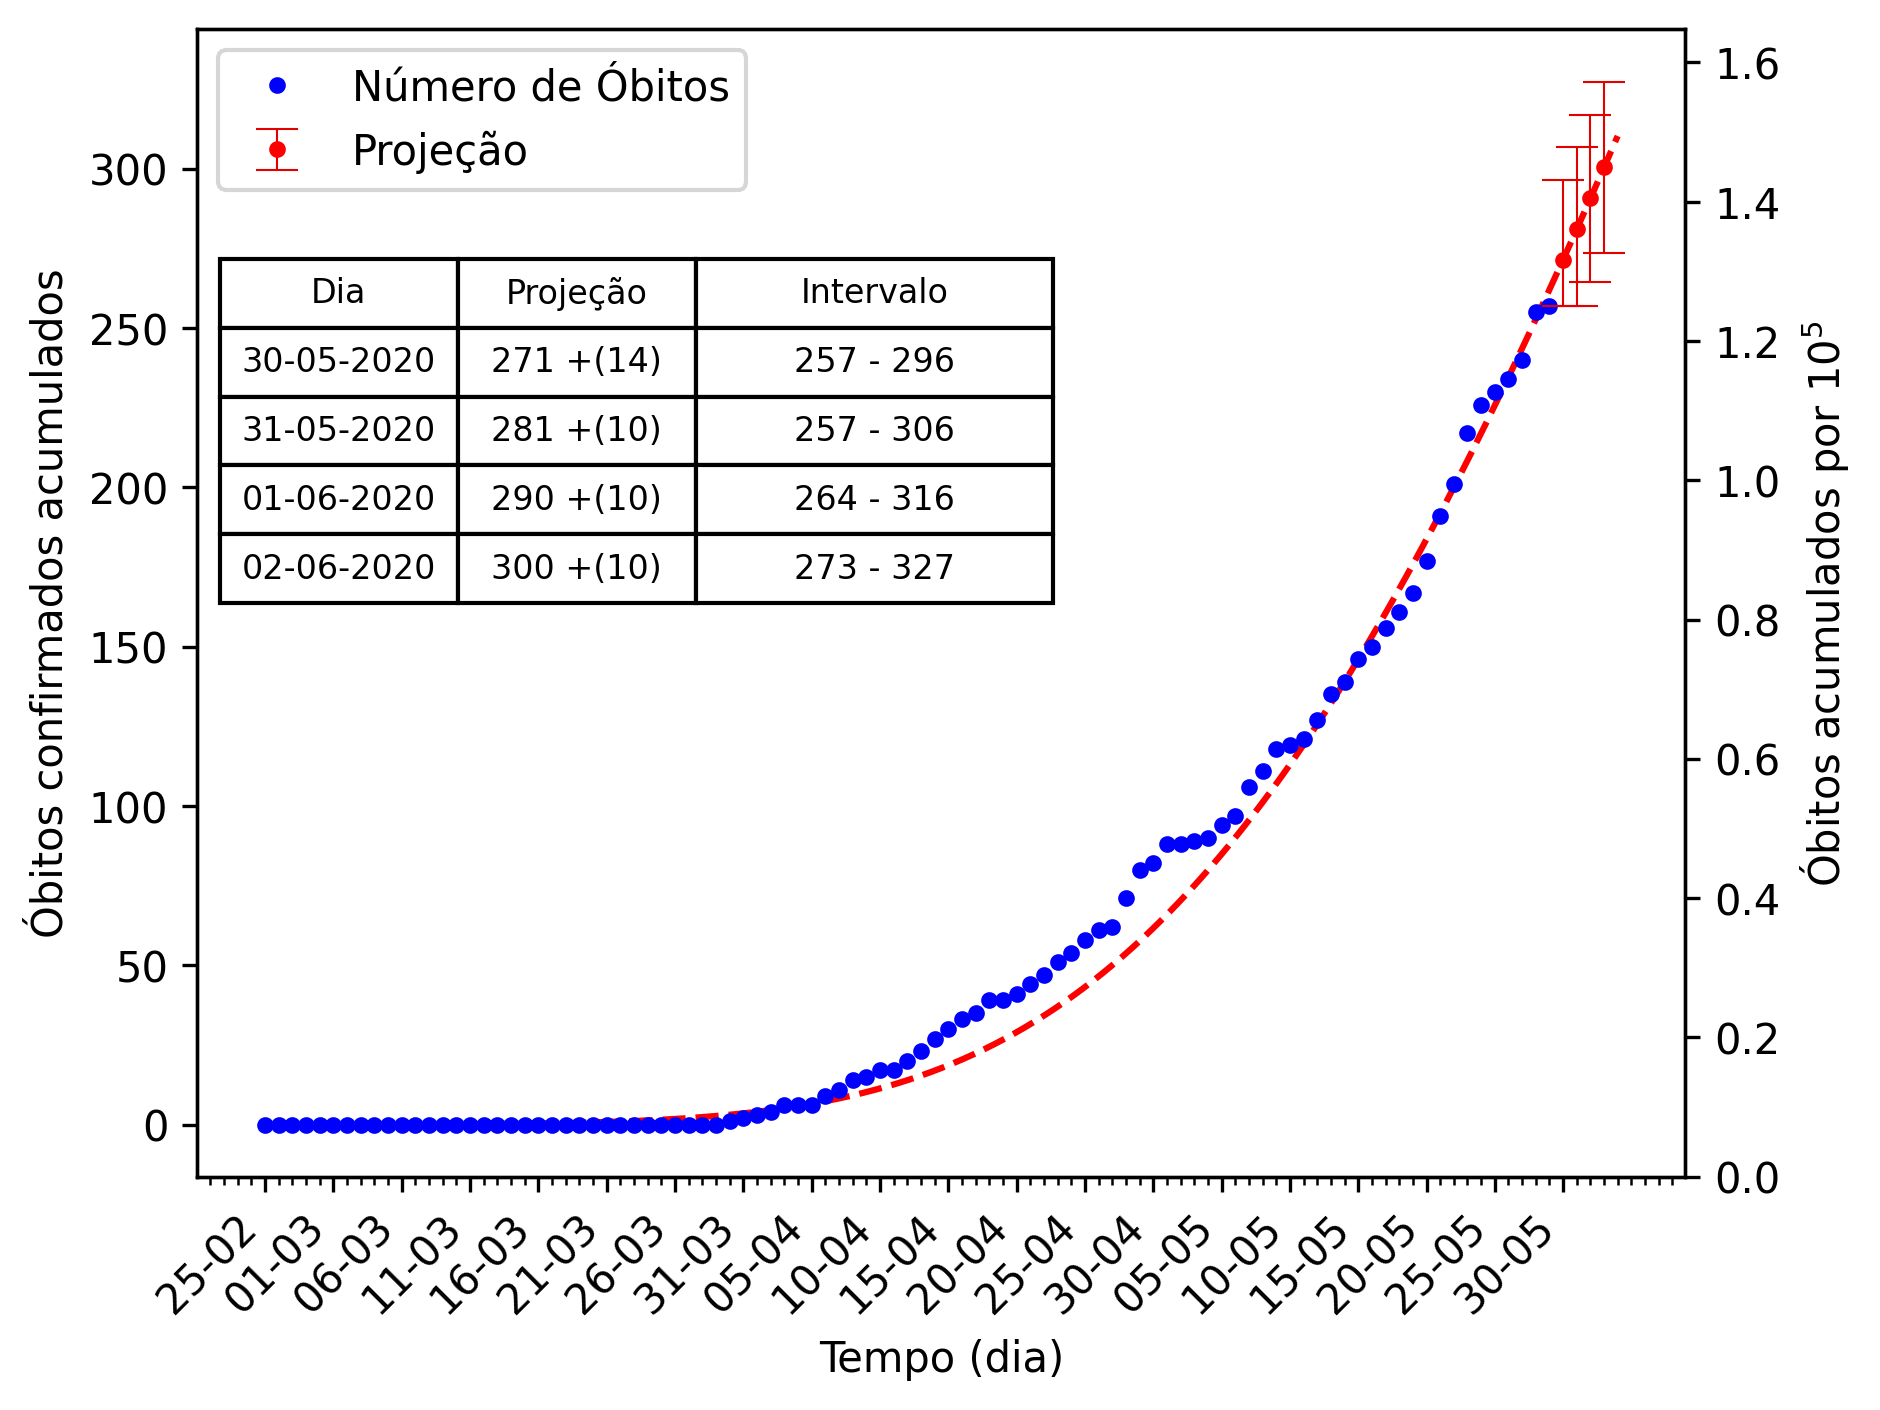 Número de Óbitos
Projeção
Dia Projeção Intervalo
30-05-2020 271 +(14) 257 - 296
31-05-2020 281 +(10) 257 - 306
01-06-2020 290 +(10) 264 - 316
02-06-2020 300 +(10) 273 - 327
Óbitos confirmados acumulados
300
250
200
150
100
50
0
1.6
1.4
1.2
1.0
0.8
0.6
0.4
0.2
0.0
Óbitos acumulados por 10⁵
25-02 01-03 06-03 11-03 16-03 21-03 26-03 31-03 05-04 10-04 15-04 20-04 25-04 30-04 05-05 10-05 15-05 20-05 25-05 30-05
Tempo (dia)